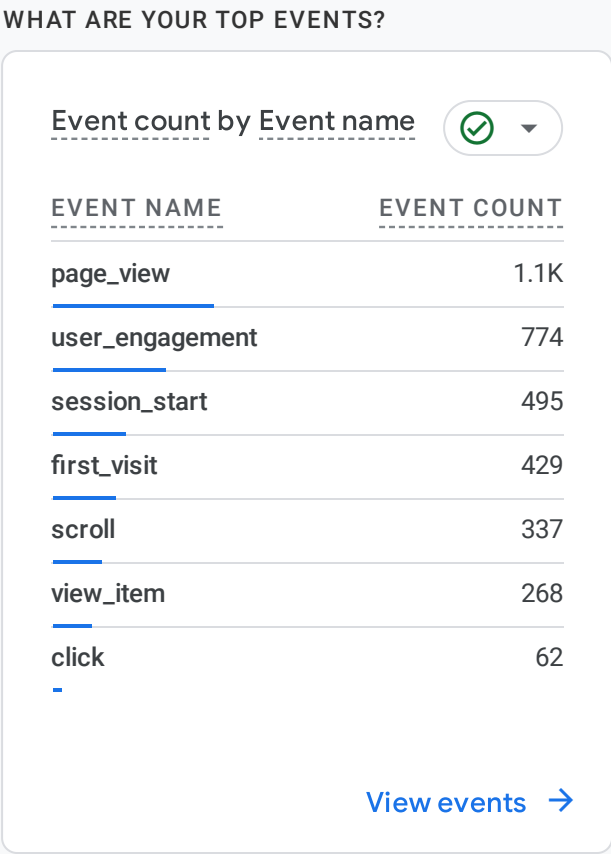 WHAT ARE YOUR TOP EVENTS?
Event count by Event name
EVENT NAME EVENT COUNT
page_view 1.1K
user_engagement 774
session_start 495
first_visit 429
scroll 337
view_item 268
click 62
View events